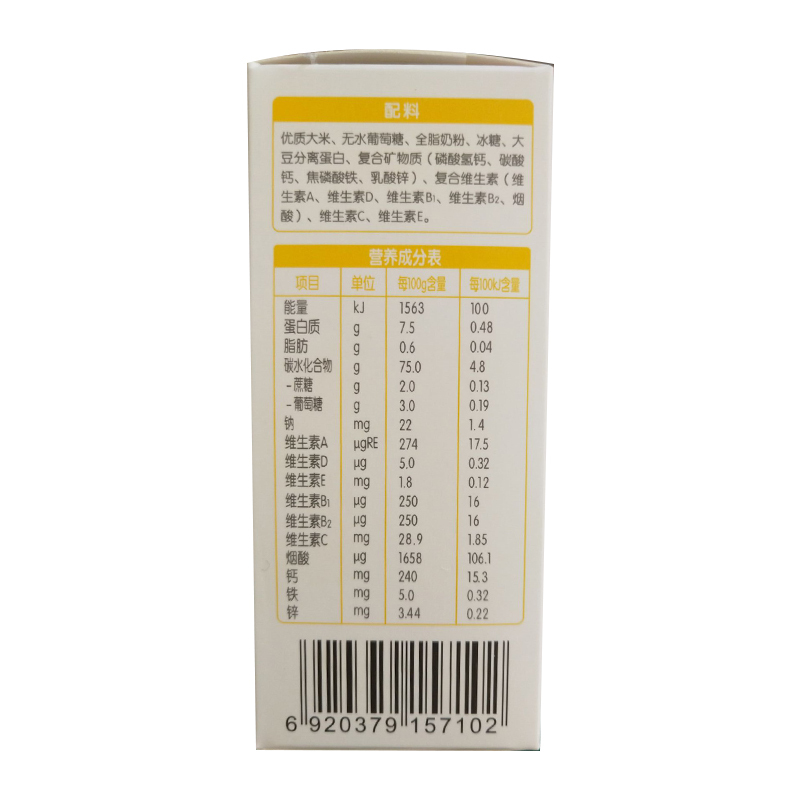 配料
优质大米、无水葡萄糖、全脂奶粉、冰糖、大
豆分离蛋白、复合矿物质（磷酸氢钙、碳酸
钙、焦磷酸铁、乳酸锌）、复合维生素（维
生素A、维生素D、维生素B₁、维生素B₂、烟
酸）、维生素C、维生素E。
营养成分表
项目 单位 每100g含量 每100kJ含量
能量 kJ 1563 100
蛋白质 g 7.5 0.48
脂肪 g 0.6 0.04
碳水化合物 g 75.0 4.8
-蔗糖 g 2.0 0.13
-葡萄糖 g 3.0 0.19
钠 mg 22 1.4
维生素A μgRE 274 17.5
维生素D μg 5.0 0.32
维生素E mg 1.8 0.12
维生素B₁ μg 250 16
维生素B₂ μg 250 16
维生素C mg 28.9 1.85
烟酸 μg 1658 106.1
钙 mg 240 15.3
铁 mg 5.0 0.32
锌 mg 3.44 0.22
6 920379 157102